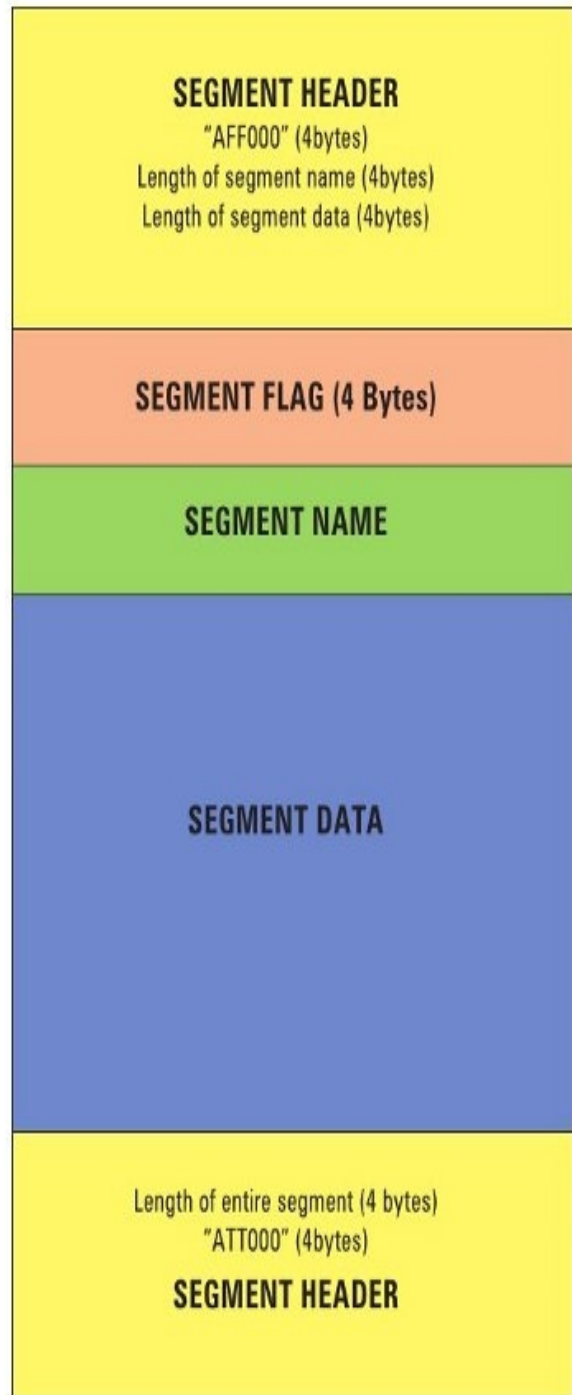 SEGMENT HEADER
"AFF000" (4bytes)
Length of segment name (4bytes)
Length of segment data (4bytes)
SEGMENT FLAG (4 Bytes)
SEGMENT NAME
SEGMENT DATA
Length of entire segment (4 bytes)
"ATT000" (4bytes)
SEGMENT HEADER